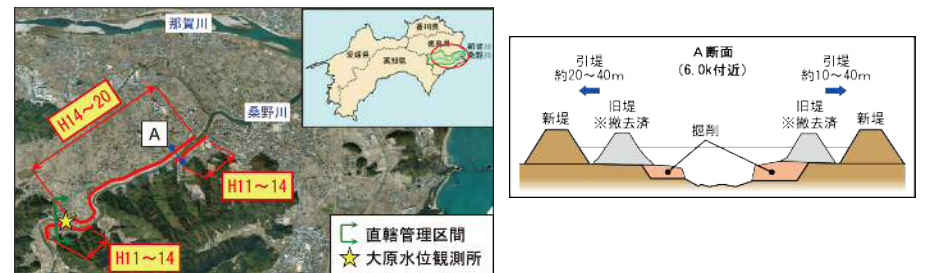 那賀川
桑野川
H14～20
A
H11～14
H11～14
香川県
徳島県
愛媛県
高知県
那賀川
桑野川
直轄管理区間
大原水位観測所
A断面
(6.0k付近)
引堤
約20～40m
引堤
約10～40m
新堤
旧堤
※撤去済
掘削
旧堤
※撤去済
新堤